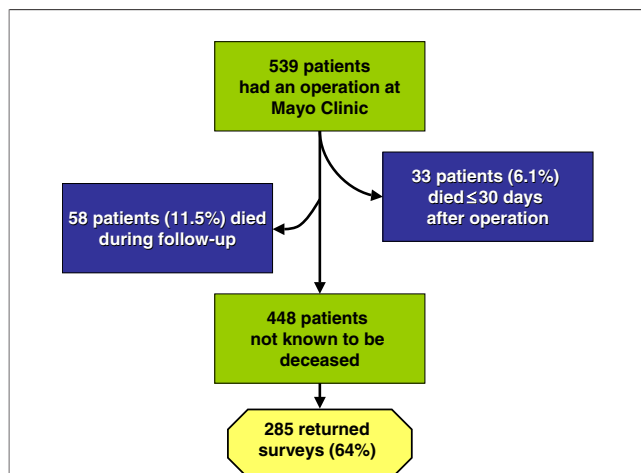 539 patients
had an operation at
Mayo Clinic
33 patients (6.1%)
died ≤30 days
after operation
58 patients (11.5%) died
during follow-up
448 patients
not known to be
deceased
285 returned
surveys (64%)